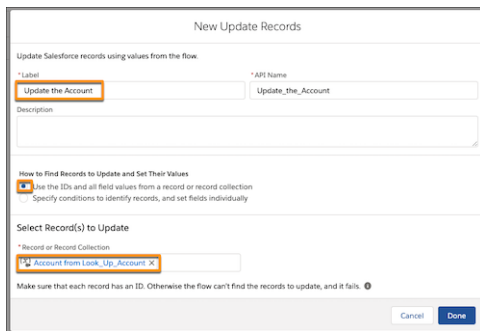 New Update Records
Update Salesforce records using values from the flow.
*Label
*API Name
Update the Account
Update_the_Account
Description
How to Find Records to Update and Set Their Values
Use the IDs and all field values from a record or record collection
Specify conditions to identify records, and set fields individually
Select Record(s) to Update
*Record or Record Collection
Account from Look_Up_Account ×
Make sure that each record has an ID. Otherwise the flow can't find the records to update, and it fails.
Cancel
Done